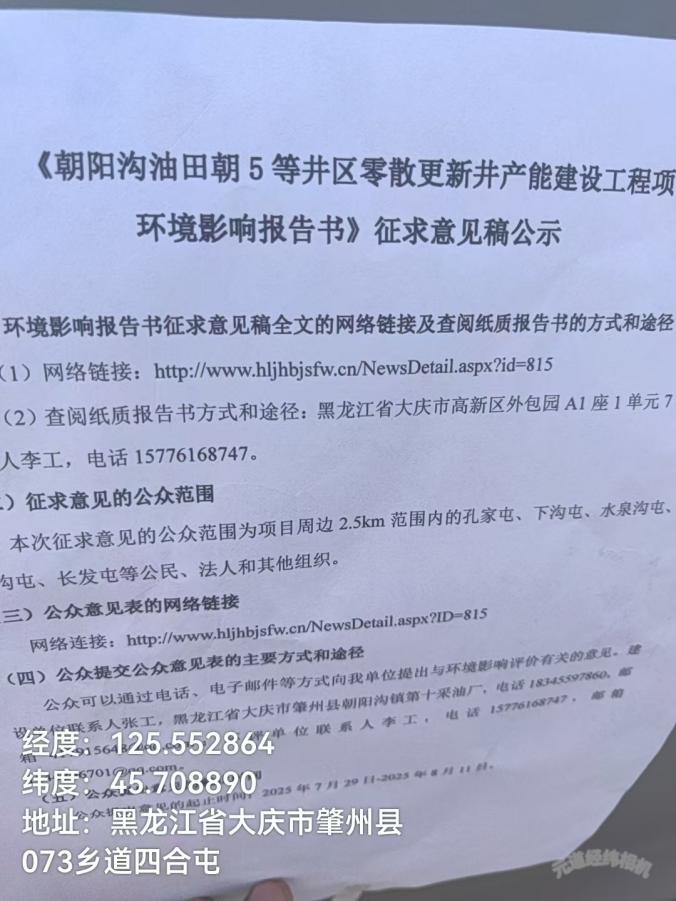 《朝阳沟油田朝 5 等井区零散更新井产能建设工程项
环境影响报告书》征求意见稿公示
环境影响报告书征求意见稿全文的网络链接及查阅纸质报告书的方式和途径
（1）网络链接：http://www.hljhbjsfw.cn/NewsDetail.aspx?id=815
（2）查阅纸质报告书方式和途径：黑龙江省大庆市高新区外包园 A1 座 1 单元 7
人李工，电话 15776168747。
）征求意见的公众范围
本次征求意见的公众范围为项目周边 2.5km 范围内的孔家屯、下沟屯、水泉沟屯、
沟屯、长发屯等公民、法人和其他组织。
三）公众意见表的网络链接
网络连接：http://www.hljhbjsfw.cn/NewsDetail.aspx?ID=815
（四）公众提交公众意见表的主要方式和途径
公众可以通过电话、电子邮件等方式向我单位提出与环境影响评价有关的意见。建
设单位联系人张工，黑龙江省大庆市肇州县朝阳沟镇第十采油厂，电话 18345597860，邮
箱 单位联系人李工，电话 15776168747，邮箱
6701@qq.com。
（五）公众
的起止时间：2025 年 7 月 29 日-2025 年 8 月 11 日。
经度：125.552864
纬度：45.708890
地址：黑龙江省大庆市肇州县
073乡道四合屯
元道经纬相机